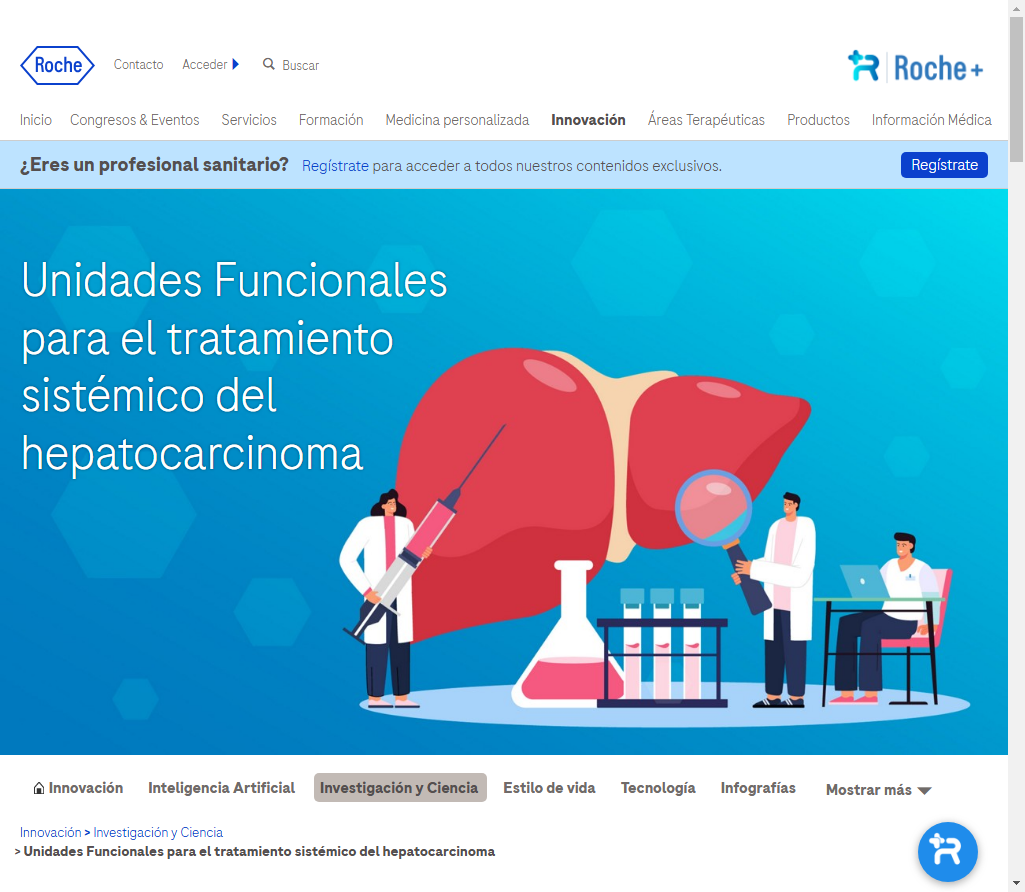 Roche
Contacto
Acceder
Buscar
Roche+
Inicio
Congresos & Eventos
Servicios
Formación
Medicina personalizada
Innovación
Áreas Terapéuticas
Productos
Información Médica
¿Eres un profesional sanitario? Regístrate para acceder a todos nuestros contenidos exclusivos.
Regístrate
Unidades Funcionales
para el tratamiento
sistémico del
hepatocarcinoma
Innovación
Inteligencia Artificial
Investigación y Ciencia
Estilo de vida
Tecnología
Infografías
Mostrar más
Innovación > Investigación y Ciencia
> Unidades Funcionales para el tratamiento sistémico del hepatocarcinoma